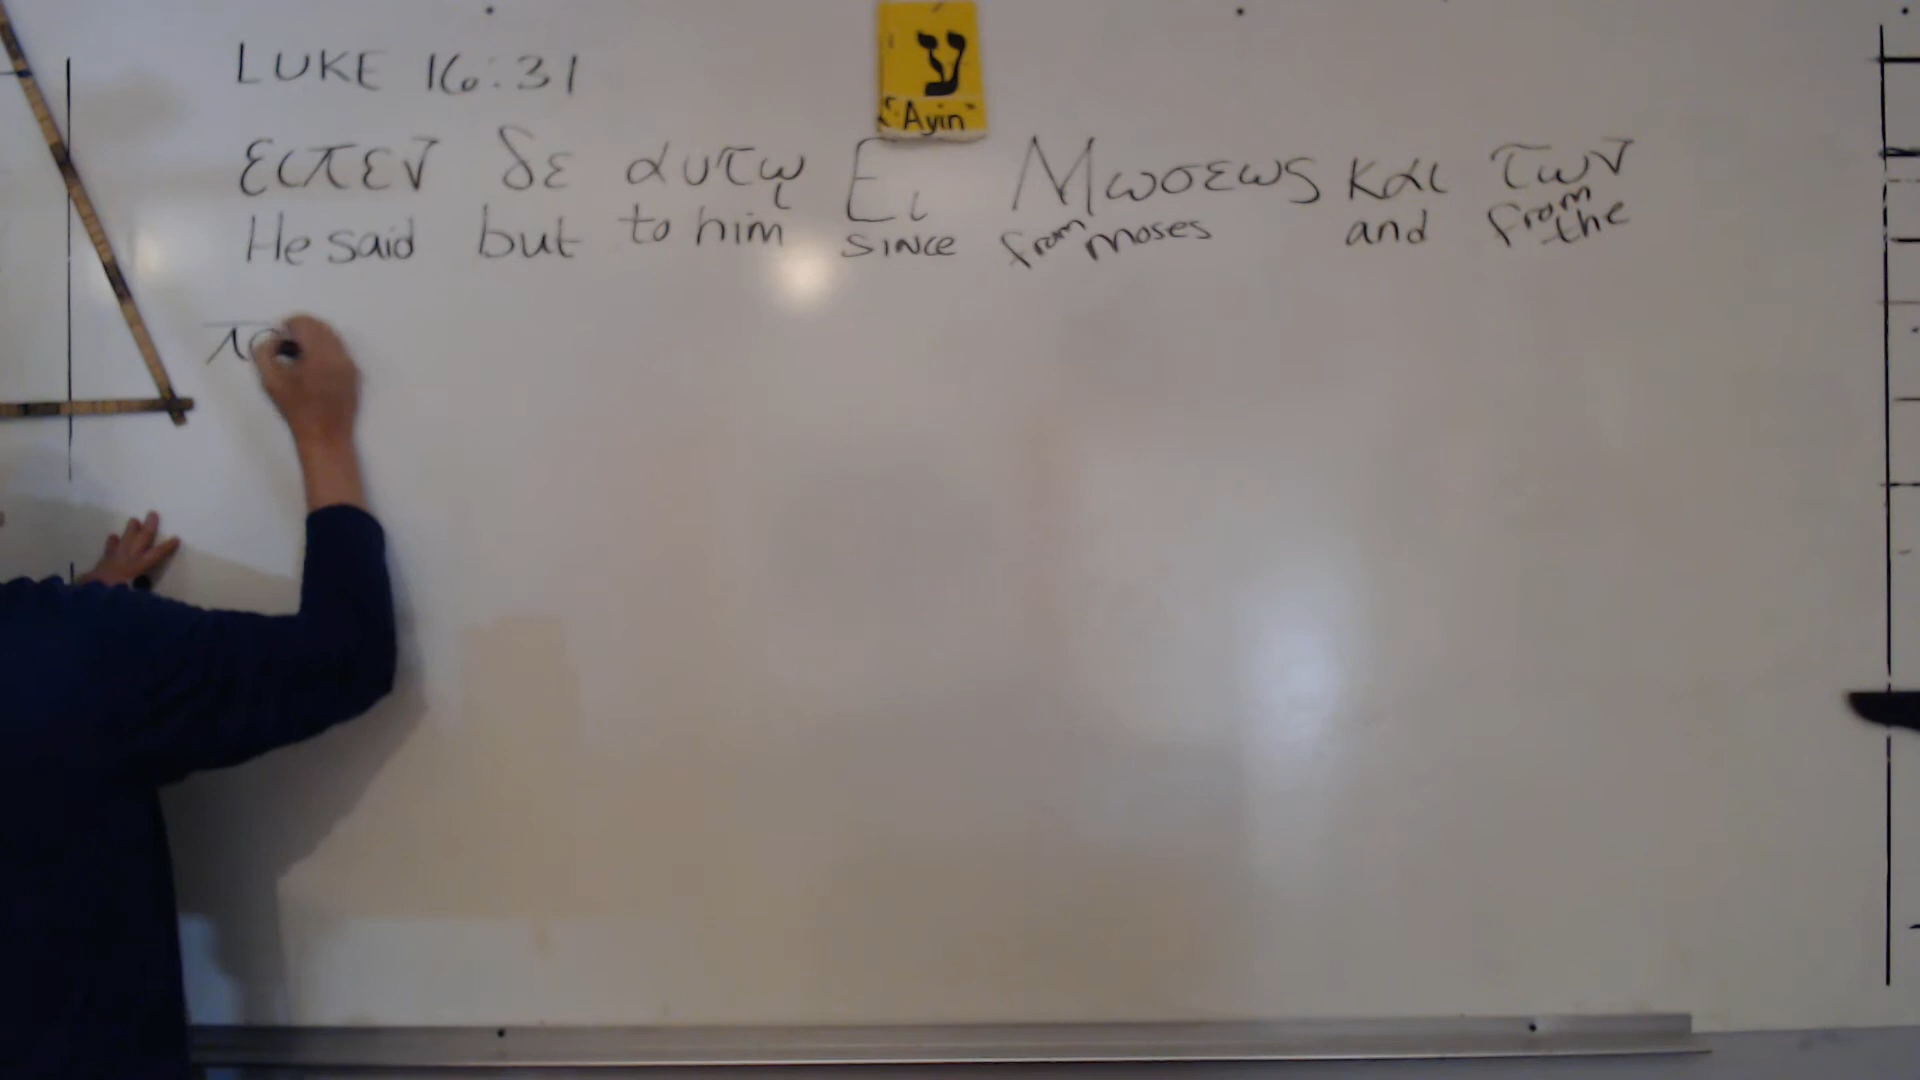 LUKE 16:31
ע
"Ayin"
ειπεν δε αυτῳ Ει Μωσεως και των
He said but to him since from moses and from the